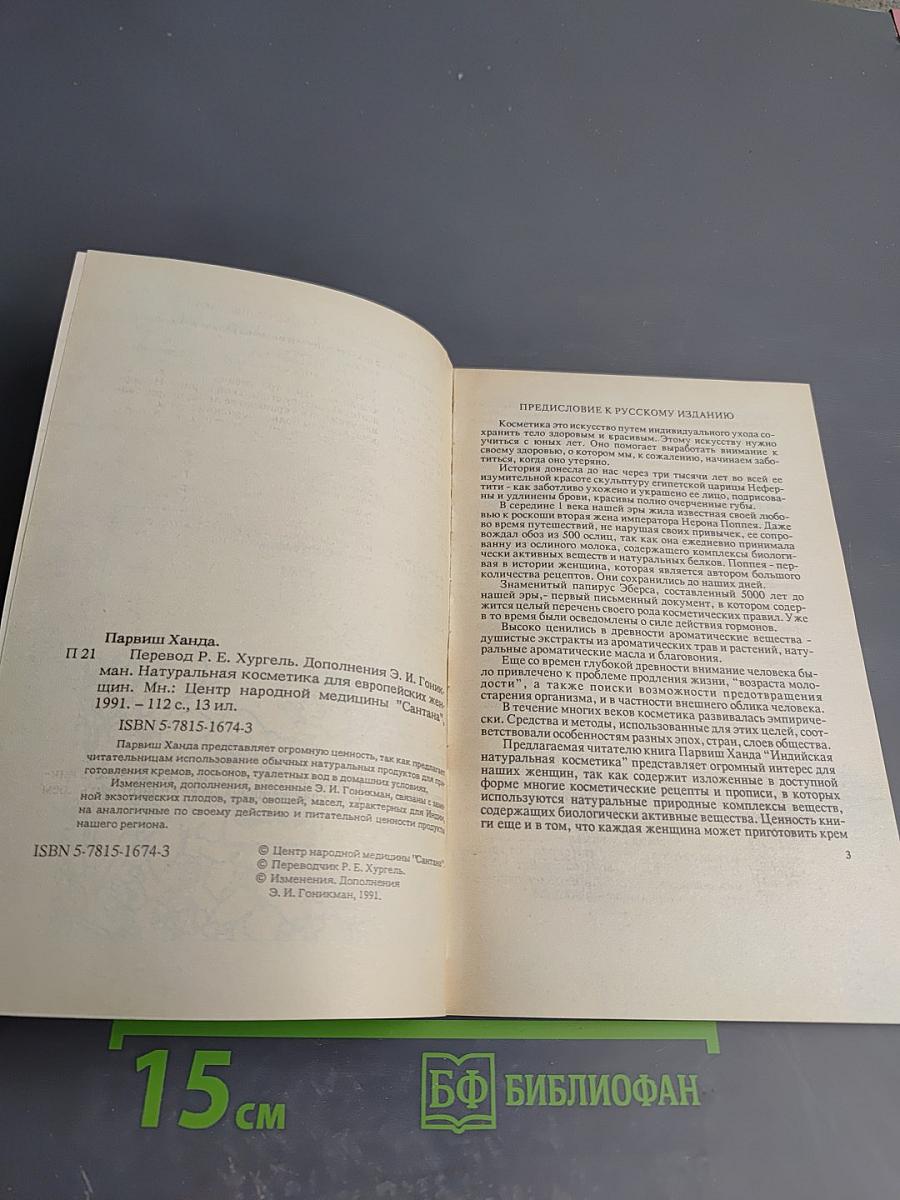 Парвиш Ханда.
П 21 Перевод Р. Е. Хургель. Дополнения Э. И. Гоник-
ман. Натуральная косметика для европейских жен-
щин. Мн.: Центр народной медицины "Сантана",
1991. – 112 с., 13 ил.
ISBN 5-7815-1674-3
Парвиш Ханда представляет огромную ценность, так как предлагает
читательницам использование обычных натуральных продуктов для при-
готовления кремов, лосьонов, туалетных вод в домашних условиях.
Изменения, дополнения, внесенные Э. И. Гоникман, связаны с заме-
ной экзотических плодов, трав, овощей, масел, характерных для Индии,
на аналогичные по своему действию и питательной ценности продукты
нашего региона.
ISBN 5-7815-1674-3
© Центр народной медицины "Сантана"
© Переводчик Р. Е. Хургель.
© Изменения. Дополнения
Э. И. Гоникман, 1991.
ПРЕДИСЛОВИЕ К РУССКОМУ ИЗДАНИЮ
Косметика это искусство путем индивидуального ухода со-
хранить тело здоровым и красивым. Этому искусству нужно
учиться с юных лет. Оно помогает выработать внимание к
своему здоровью, о котором мы, к сожалению, начинаем забо-
титься, когда оно утеряно.
История донесла до нас через три тысячи лет во всей ее
изумительной красоте скульптуру египетской царицы Нефер-
тити - как заботливо ухожено и украшено ее лицо, подрисова-
ны и удлинены брови, красивы полно очерченные губы.
В середине 1 века нашей эры жила известная своей любо-
вью к роскоши вторая жена императора Нерона Поппея. Даже
во время путешествий, не нарушая своих привычек, ее сопро-
вождал обоз из 500 ослиц, так как она ежедневно принимала
ванну из ослиного молока, содержащего комплексы биологи-
чески активных веществ и натуральных белков. Поппея - пер-
вая в истории женщина, которая является автором большого
количества рецептов. Они сохранились до наших дней.
Знаменитый папирус Эберса, составленный 5000 лет до
нашей эры,- первый письменный документ, в котором содер-
жится целый перечень своего рода косметических правил. Уже
в то время были осведомлены о силе действия гормонов.
Высоко ценились в древности ароматические вещества -
душистые экстракты из ароматических трав и растений, нату-
ральные ароматические масла и благовония.
Еще со времен глубокой древности внимание человека бы-
ло привлечено к проблеме продления жизни, "возраста моло-
дости", а также поиски возможности предотвращения
старения организма, и в частности внешнего облика человека.
В течение многих веков косметика развивалась эмпириче-
ски. Средства и методы, использованные для этих целей, соот-
ветствовали особенностям разных эпох, стран, слоев общества.
Предлагаемая читателю книга Парвиш Ханда "Индийская
натуральная косметика" представляет огромный интерес для
наших женщин, так как содержит изложенные в доступной
форме многие косметические рецепты и прописи, в которых
используются натуральные природные комплексы веществ,
содержащих биологически активные вещества. Ценность кни-
ги еще и в том, что каждая женщина может приготовить крем
3
15 см
БФ БИБЛИОФАН